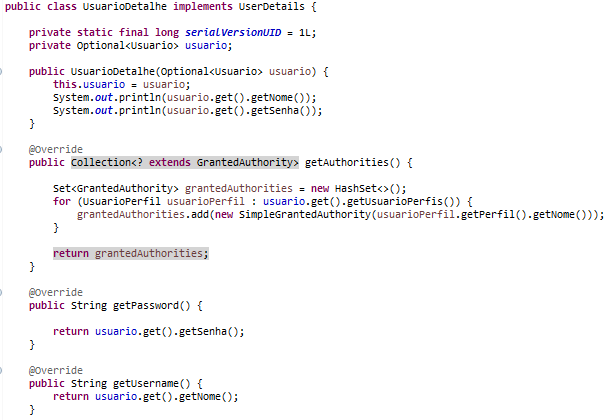 public class UsuarioDetalhe implements UserDetails {
private static final long serialVersionUID = 1L;
private Optional<Usuario> usuario;
public UsuarioDetalhe(Optional<Usuario> usuario) {
this.usuario = usuario;
System.out.println(usuario.get().getNome());
System.out.println(usuario.get().getSenha());
}
@Override
public Collection<? extends GrantedAuthority> getAuthorities() {
Set<GrantedAuthority> grantedAuthorities = new HashSet<>();
for (UsuarioPerfil usuarioPerfil : usuario.get().getUsuarioPerfis()) {
grantedAuthorities.add(new SimpleGrantedAuthority(usuarioPerfil.getPerfil().getNome()));
}
return grantedAuthorities;
}
@Override
public String getPassword() {
return usuario.get().getSenha();
}
@Override
public String getUsername() {
return usuario.get().getNome();
}